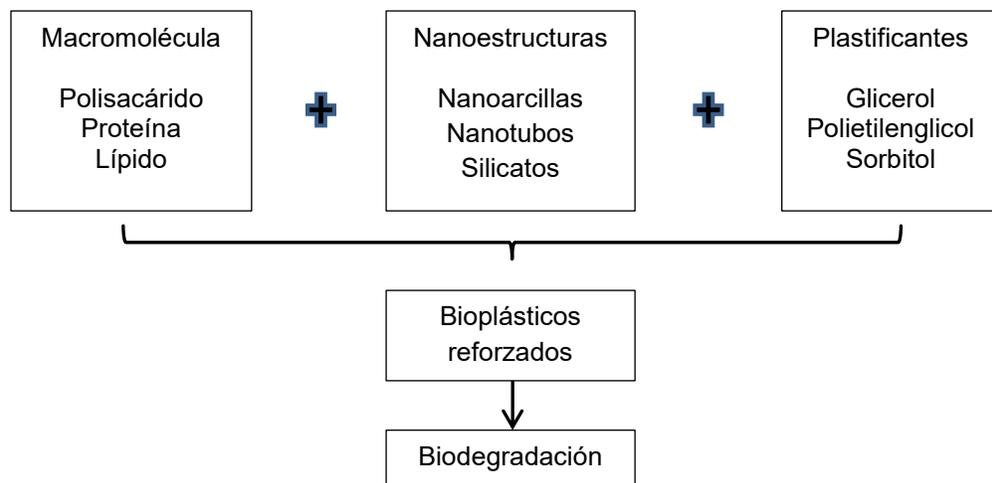 Macromolécula
Polisacárido
Proteína
Lípido
Nanoestructuras
Nanoarcillas
Nanotubos
Silicatos
Plastificantes
Glicerol
Polietilenglicol
Sorbitol
Bioplásticos
reforzados
Biodegradación